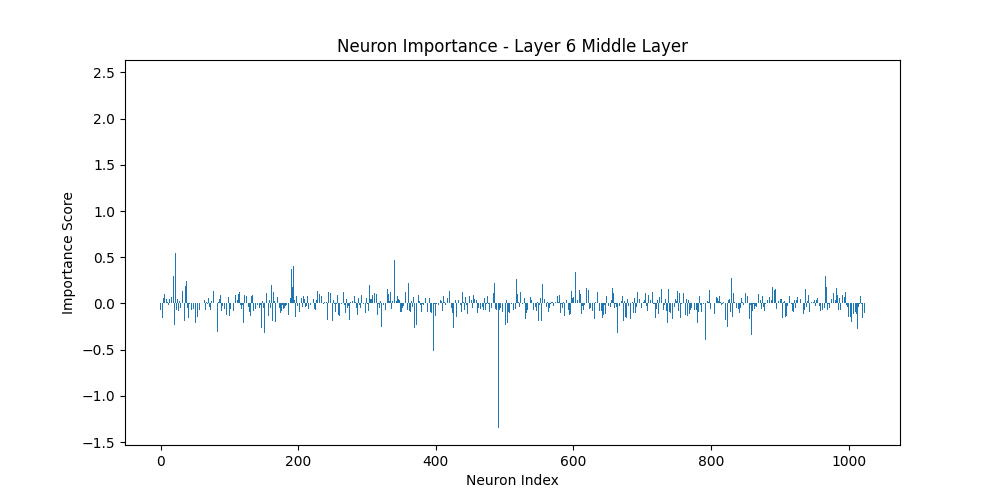 Neuron Importance - Layer 6 Middle Layer
2.5
2.0
1.5
1.0
0.5
0.0
−0.5
−1.0
−1.5
Importance Score
0 200 400 600 800 1000
Neuron Index